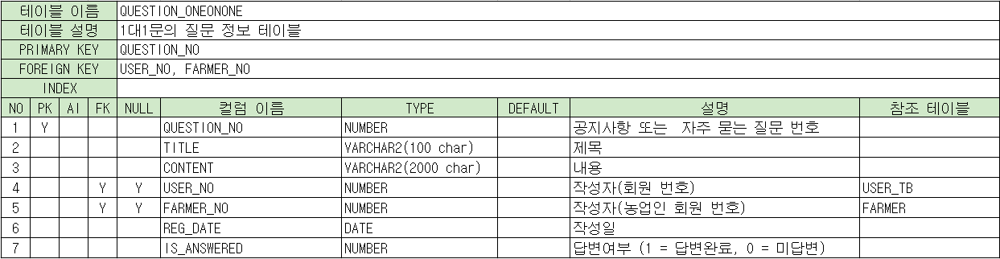 테이블 이름 QUESTION_ONEONONE
테이블 설명 1대1문의 질문 정보 테이블
PRIMARY KEY QUESTION_NO
FOREIGN KEY USER_NO, FARMER_NO
INDEX
NO PK AI FK NULL 컬럼 이름 TYPE DEFAULT 설명 참조 테이블
1 Y QUESTION_NO NUMBER 공지사항 또는 자주 묻는 질문 번호
2 TITLE VARCHAR2(100 char) 제목
3 CONTENT VARCHAR2(2000 char) 내용
4 Y Y USER_NO NUMBER 작성자(회원 번호) USER_TB
5 Y Y FARMER_NO NUMBER 작성자(농업인 회원 번호) FARMER
6 REG_DATE DATE 작성일
7 IS_ANSWERED NUMBER 답변여부 (1 = 답변완료, 0 = 미답변)